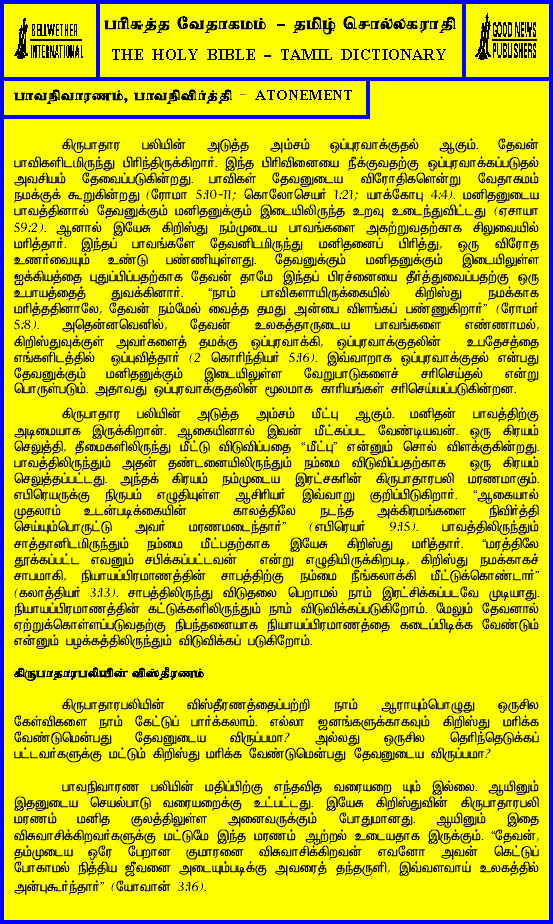 BELLWETHER
INTERNATIONAL
பரிசுத்த வேதாகமம் – தமிழ் சொல்லகராதி
THE HOLY BIBLE – TAMIL DICTIONARY
GOOD NEWS
PUBLISHERS
பாவநிவாரணம், பாவநிவிர்த்தி - ATONEMENT
கிருபாதார பலியின் அடுத்த அம்சம் ஒப்புரவாக்குதல் ஆகும். தேவன்
பாவிகளிடமிருந்து பிரிந்திருக்கிறார். இந்த பிரிவினையை நீக்குவதற்கு ஒப்புரவாக்கப்படுதல்
அவசியம் தேவைப்படுகின்றது. பாவிகள் தேவனுடைய விரோதிகளென்று வேதாகமம்
நமக்குக் கூறுகின்றது (ரோமா 5:10-11; கொலோசெயர் 1:21; யாக்கோபு 4:4). மனிதனுடைய
பாவத்தினால் தேவனுக்கும் மனிதனுக்கும் இடையிலிருந்த உறவு உடைந்துவிட்டது (ஏசாயா
59:2). ஆனால் இயேசு கிறிஸ்து நம்முடைய பாவங்களை அகற்றுவதற்காக சிலுவையில்
மரித்தார். இந்தப் பாவங்களே தேவனிடமிருந்து மனிதனைப் பிரித்து, ஒரு விரோத
உணர்வையும் உண்டு பண்ணியுள்ளது. தேவனுக்கும் மனிதனுக்கும் இடையிலுள்ள
ஐக்கியத்தை புதுப்பிப்பதற்காக தேவன் தாமே இந்தப் பிரச்னையை தீர்த்துவைப்பதற்கு ஒரு
உபாயத்தைத் துவக்கினார். "நாம் பாவிகளாயிருக்கையில் கிறிஸ்து நமக்காக
மரித்ததினாலே, தேவன் நம்மேல் வைத்த தமது அன்பை விளங்கப் பண்ணுகிறார்" (ரோமர்
5:8). அதென்னவெனில், தேவன் உலகத்தாருடைய பாவங்களை எண்ணாமல்,
கிறிஸ்துவுக்குள் அவர்களைத் தமக்கு ஒப்புரவாக்கி, ஒப்புரவாக்குதலின் உபதேசத்தை
எங்களிடத்தில் ஒப்புவித்தார் (2 கொரிந்தியர் 5:16). இவ்வாறாக ஒப்புரவாக்குதல் என்பது
தேவனுக்கும் மனிதனுக்கும் இடையிலுள்ள வேறுபாடுகளைச் சரிசெய்தல் என்று
பொருள்படும். அதாவது ஒப்புரவாக்குதலின் மூலமாக காரியங்கள் சரிசெய்யப்படுகின்றன.
கிருபாதார பலியின் அடுத்த அம்சம் மீட்பு ஆகும். மனிதன் பாவத்திற்கு
அடிமையாக இருக்கிறான். ஆகையினால் இவன் மீட்கப்பட வேண்டியவன். ஒரு கிரயம்
செலுத்தி, தீமைகளிலிருந்து மீட்டு விடுவிப்பதை "மீட்பு" என்னும் சொல் விளக்குகின்றது.
பாவத்திலிருந்தும் அதன் தண்டனையிலிருந்தும் நம்மை விடுவிப்பதற்காக ஒரு கிரயம்
செலுத்தப்பட்டது. அந்தக் கிரயம் நம்முடைய இரட்சகரின் கிருபாதாரபலி மரணமாகும்.
எபிரெயருக்கு நிருபம் எழுதியுள்ள ஆசிரியர் இவ்வாறு குறிப்பிடுகிறார். "ஆகையால்
முதலாம் உடன்படிக்கையின் காலத்திலே நடந்த அக்கிரமங்களை நிவிர்த்தி
செய்யும்பொருட்டு அவர் மரணமடைந்தார்" (எபிரெயர் 9:15). பாவத்திலிருந்தும்
சாத்தானிடமிருந்தும் நம்மை மீட்பதற்காக இயேசு கிறிஸ்து மரித்தார். "மரத்திலே
தூக்கப்பட்ட எவனும் சபிக்கப்பட்டவன் என்று எழுதியிருக்கிறபடி, கிறிஸ்து நமக்காகச்
சாபமாகி, நியாயப்பிரமாணத்தின் சாபத்திற்கு நம்மை நீங்கலாக்கி மீட்டுக்கொண்டார்"
(கலாத்தியர் 3:13). சாபத்திலிருந்து விடுதலை பெறாமல் நாம் இரட்சிக்கப்படவே முடியாது.
நியாயப்பிரமாணத்தின் கட்டுக்களிலிருந்தும் நாம் விடுவிக்கப்படுகிறோம். மேலும் தேவனால்
ஏற்றுக்கொள்ளப்படுவதற்கு நிபந்தனையாக நியாயப்பிரமாணத்தை கடைப்பிடிக்க வேண்டும்
என்னும் பழக்கத்திலிருந்தும் விடுவிக்கப் படுகிறோம்.
கிருபாதாரபலியின் விஸ்தீரணம்
கிருபாதாரபலியின் விஸ்தீரணத்தைப்பற்றி நாம் ஆராயும்பொழுது ஒருசில
கேள்விகளை நாம் கேட்டுப் பார்க்கலாம். எல்லா ஜனங்களுக்காகவும் கிறிஸ்து மரிக்க
வேண்டுமென்பது தேவனுடைய விருப்பமா? அல்லது ஒருசில தெரிந்தெடுக்கப்
பட்டவர்களுக்கு மட்டும் கிறிஸ்து மரிக்க வேண்டுமென்பது தேவனுடைய விருப்பமா?
பாவநிவாரண பலியின் மதிப்பிற்கு எந்தவித வரையறை யும் இல்லை. ஆயினும்
இதனுடைய செயல்பாடு வரையறைக்கு உட்பட்டது. இயேசு கிறிஸ்துவின் கிருபாதாரபலி
மரணம் மனித குலத்திலுள்ள அனைவருக்கும் போதுமானது. ஆயினும் இதை
விசுவாசிக்கிறவர்களுக்கு மட்டுமே இந்த மரணம் ஆற்றல் உடையதாக இருக்கும். "தேவன்,
தம்முடைய ஒரே பேறான குமாரனை விசுவாசிக்கிறவன் எவனோ அவன் கெட்டுப்
போகாமல் நித்திய ஜீவனை அடையும்படிக்கு அவரைத் தந்தருளி, இவ்வளவாய் உலகத்தில்
அன்புகூர்ந்தார்" (யோவான் 3:16).